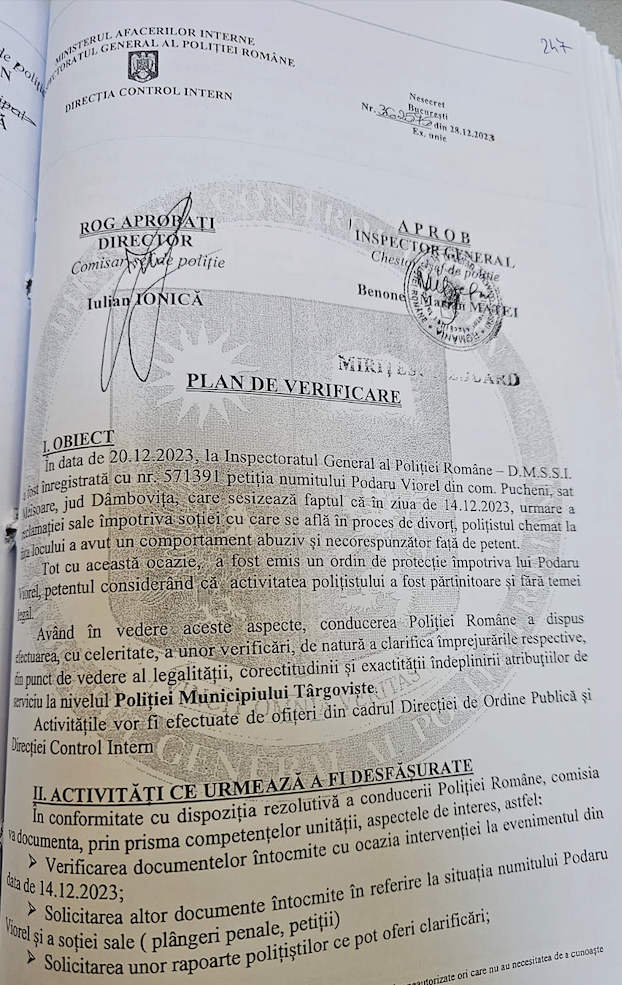 247
MINISTERUL AFACERILOR INTERNE
GENERAL AL POLIȚIEI ROMÂNE
DIRECȚIA CONTROL INTERN
Nesecret
București
Nr. din 28.12.2023
Ex. unic
ROG APROBAȚI
DIRECTOR
de poliție
Iulian IONICĂ
APROB
INSPECTOR GENERAL
Chestor de poliție
Benone Marian MATEI
PLAN DE VERIFICARE
I. OBIECT
În data de 20.12.2023, la Inspectoratul General al Poliției Române – D.M.S.S.I.
fost înregistrată cu nr. 571391 petiția numitului Podaru Viorel din com. Pucheni, sat
jud Dâmbovița, care sesizează faptul că în ziua de 14.12.2023, urmare a
reclamației sale împotriva soției cu care se află în proces de divorț, polițistul chemat la
fața locului a avut un comportament abuziv și necorespunzător față de petent.
Tot cu această ocazie, a fost emis un ordin de protecție împotriva lui Podaru
Viorel, petentul considerând că activitatea polițistului a fost părtinitoare și fără temei
legal.
Având în vedere aceste aspecte, conducerea Poliției Române a dispus
efectuarea, cu celeritate, a unor verificări, de natură a clarifica împrejurările respective,
din punct de vedere al legalității, corectitudinii și exactității îndeplinirii atribuțiilor de
serviciu la nivelul Poliției Municipiului Târgoviște.
Activitățile vor fi efectuate de ofițeri din cadrul Direcției de Ordine Publică și
Direcției Control Intern
II. ACTIVITĂȚI CE URMEAZĂ A FI DESFĂȘURATE
În conformitate cu dispoziția rezolutivă a conducerii Poliției Române, comisia
va documenta, prin prisma competențelor unității, aspectele de interes, astfel:
➢ Verificarea documentelor întocmite cu ocazia intervenției la evenimentul din
data de 14.12.2023;
➢ Solicitarea altor documente întocmite în referire la situația numitului Podaru
Viorel și a soției sale ( plângeri penale, petiții)
➢ Solicitarea unor rapoarte polițiștilor ce pot oferi clarificări;
ori care nu au necesitatea de a cunoaște